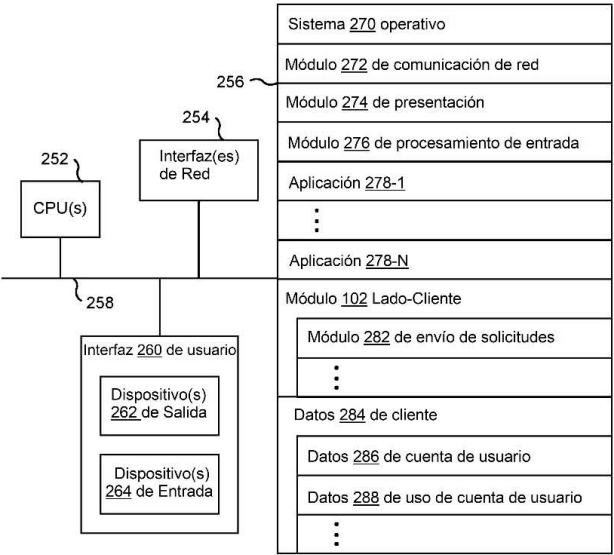 Sistema 270 operativo
256
Módulo 272 de comunicación de red
Módulo 274 de presentación
Módulo 276 de procesamiento de entrada
Aplicación 278-1
Aplicación 278-N
Módulo 102 Lado-Cliente
Módulo 282 de envío de solicitudes
Datos 284 de cliente
Datos 286 de cuenta de usuario
Datos 288 de uso de cuenta de usuario
254
Interfaz(es)
de Red
252
CPU(s)
258
Interfaz 260 de usuario
Dispositivo(s)
262 de Salida
Dispositivo(s)
264 de Entrada